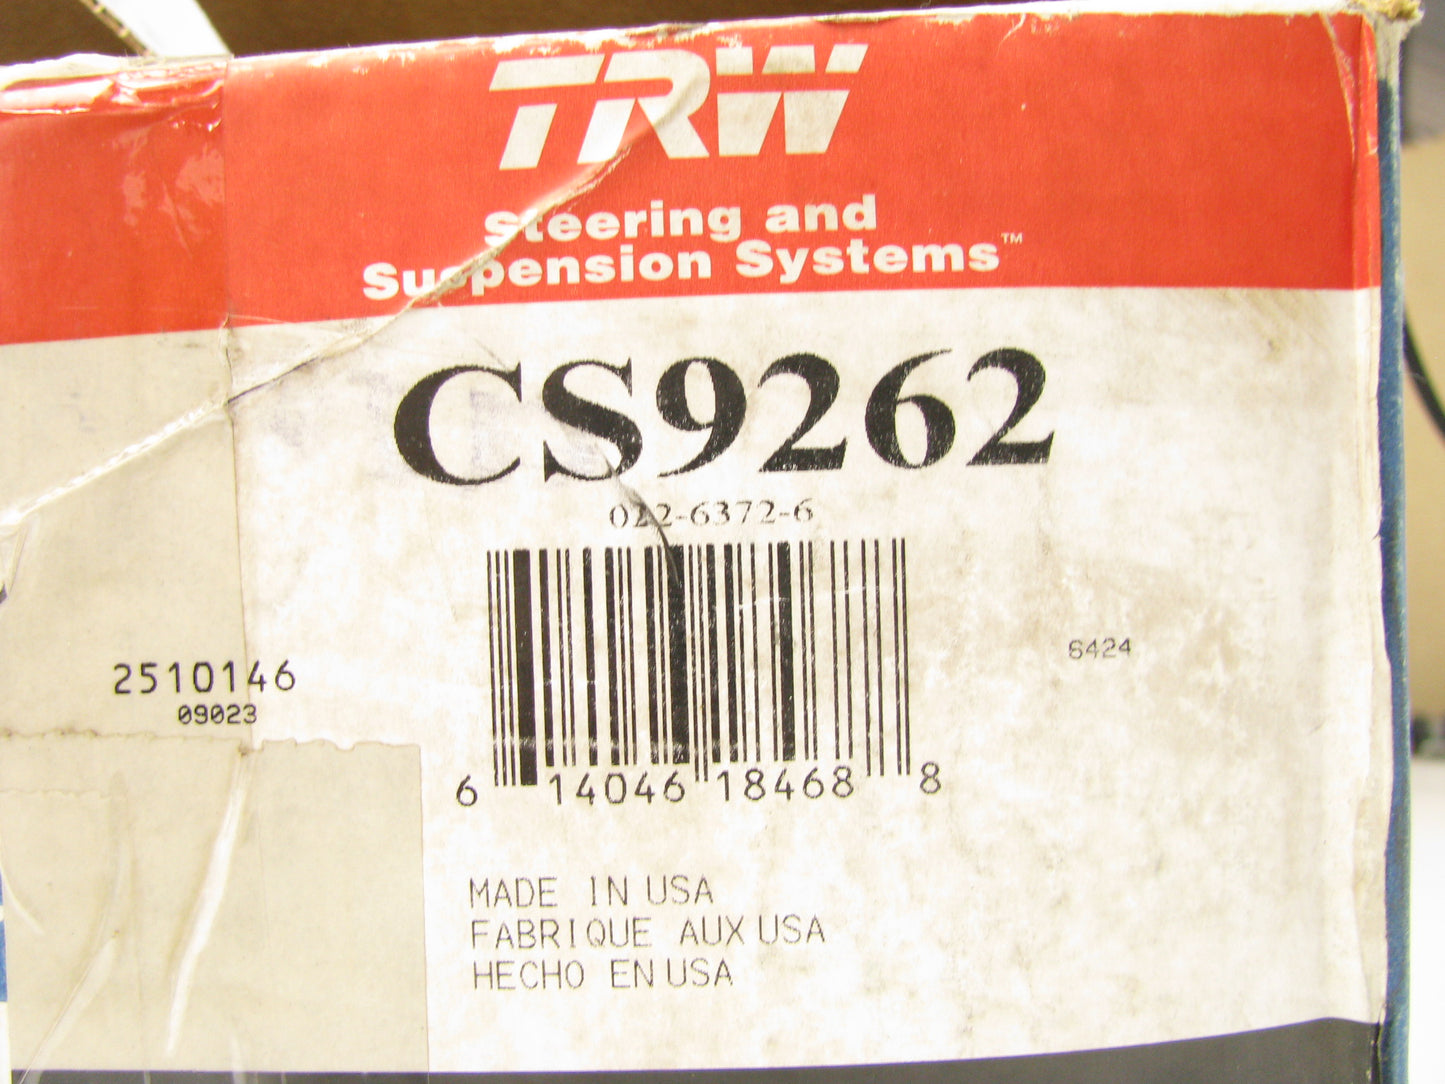 TRW
Steering and
Suspension Systems™
CS9262
022-6372-6
2510146
09023
6424
6 14046 18468 8
MADE IN USA
FABRIQUE AUX USA
HECHO EN USA